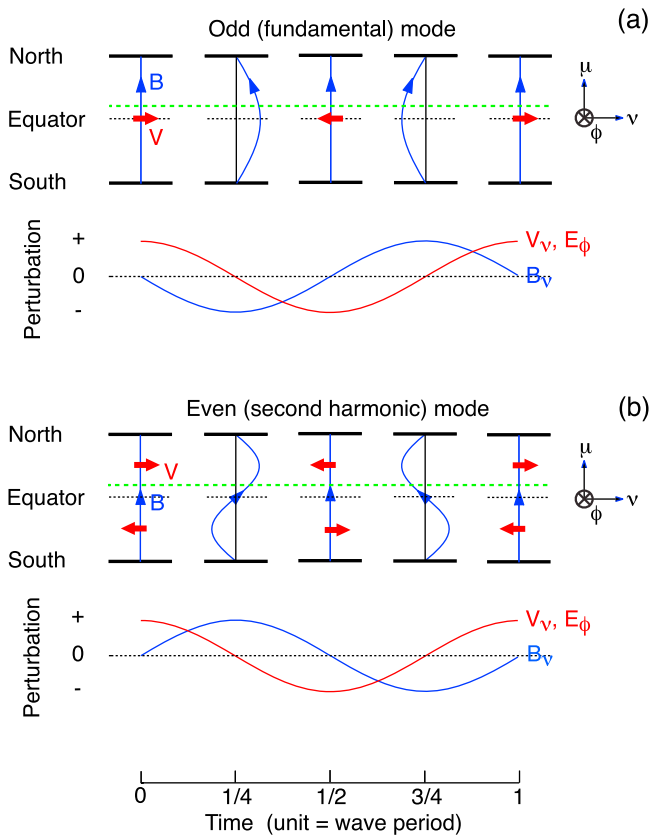 (a)
Odd (fundamental) mode
North
B
μ
Equator
V
ν
ϕ
South
Perturbation
+
0
-
Vν, Eϕ
Bν
(b)
Even (second harmonic) mode
North
V
μ
Equator
B
ν
ϕ
South
Perturbation
+
0
-
Vν, Eϕ
Bν
0 1/4 1/2 3/4 1
Time (unit = wave period)